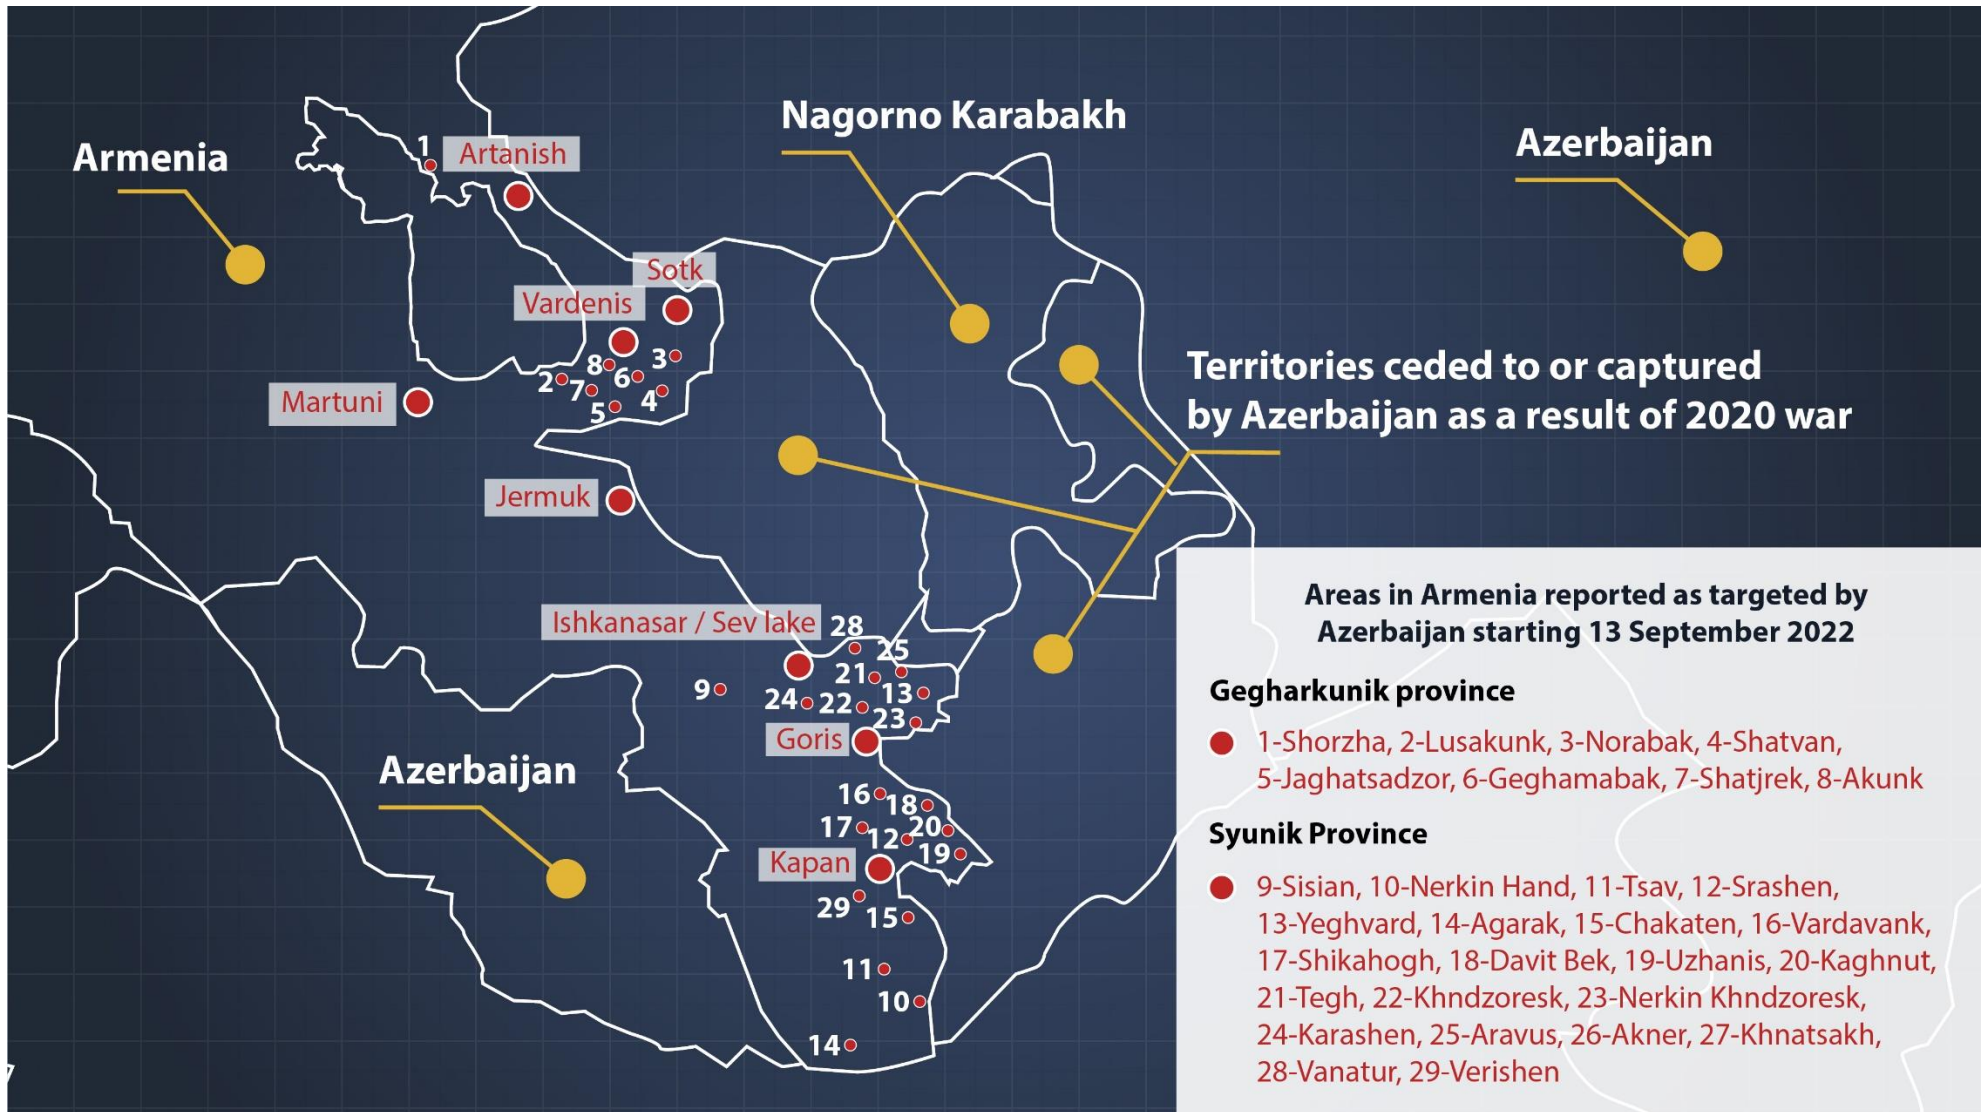 Armenia
1
Artanish
Nagorno Karabakh
Azerbaijan
Sotk
Vardenis
8
3
2
7
6
5
4
Martuni
Territories ceded to or captured
by Azerbaijan as a result of 2020 war
Jermuk
Ishkanasar / Sev lake
28
25
21
9
24
22
13
23
Goris
Azerbaijan
16
18
17
12
20
19
Kapan
29
15
11
10
14
Areas in Armenia reported as targeted by
Azerbaijan starting 13 September 2022
Gegharkunik province
1-Shorzha, 2-Lusakunk, 3-Norabak, 4-Shatvan,
5-Jaghatsadzor, 6-Geghamabak, 7-Shatjrek, 8-Akunk
Syunik Province
9-Sisian, 10-Nerkin Hand, 11-Tsav, 12-Srashen,
13-Yeghvard, 14-Agarak, 15-Chakaten, 16-Vardavank,
17-Shikahogh, 18-Davit Bek, 19-Uzhanis, 20-Kaghnut,
21-Tegh, 22-Khndzoresk, 23-Nerkin Khndzoresk,
24-Karashen, 25-Aravus, 26-Akner, 27-Khnatsakh,
28-Vanatur, 29-Verishen